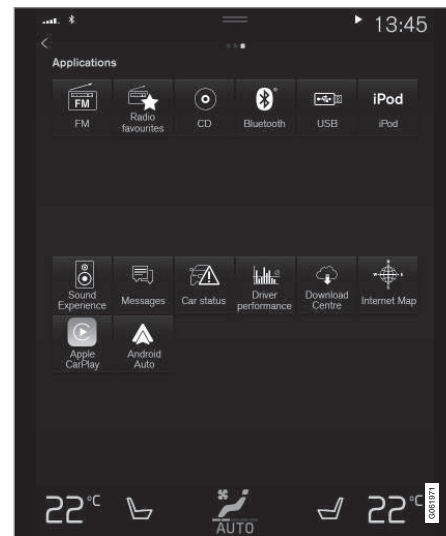 13:45
Applications
FM
FM
Radio
favourites
CD
Bluetooth
USB
iPod
iPod
Sound
Experience
Messages
Car status
Driver
performance
Download
Centre
Internet Map
Apple
CarPlay
Android
Auto
22°C
AUTO
22°C
G061971